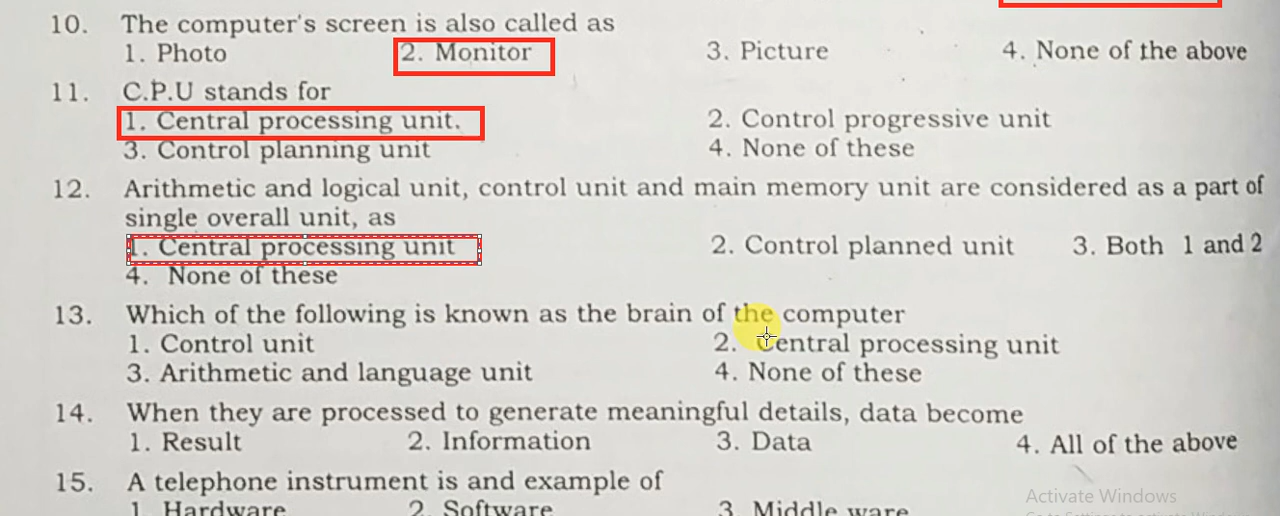 10. The computer's screen is also called as
1. Photo 2. Monitor 3. Picture 4. None of the above
11. C.P.U stands for
1. Central processing unit. 2. Control progressive unit
3. Control planning unit 4. None of these
12. Arithmetic and logical unit, control unit and main memory unit are considered as a part of
single overall unit, as
1. Central processing unit 2. Control planned unit 3. Both 1 and 2
4. None of these
13. Which of the following is known as the brain of the computer
1. Control unit 2. Central processing unit
3. Arithmetic and language unit 4. None of these
14. When they are processed to generate meaningful details, data become
1. Result 2. Information 3. Data 4. All of the above
15. A telephone instrument is and example of
1. Hardware 2. Software 3. Middle ware
Activate Windows